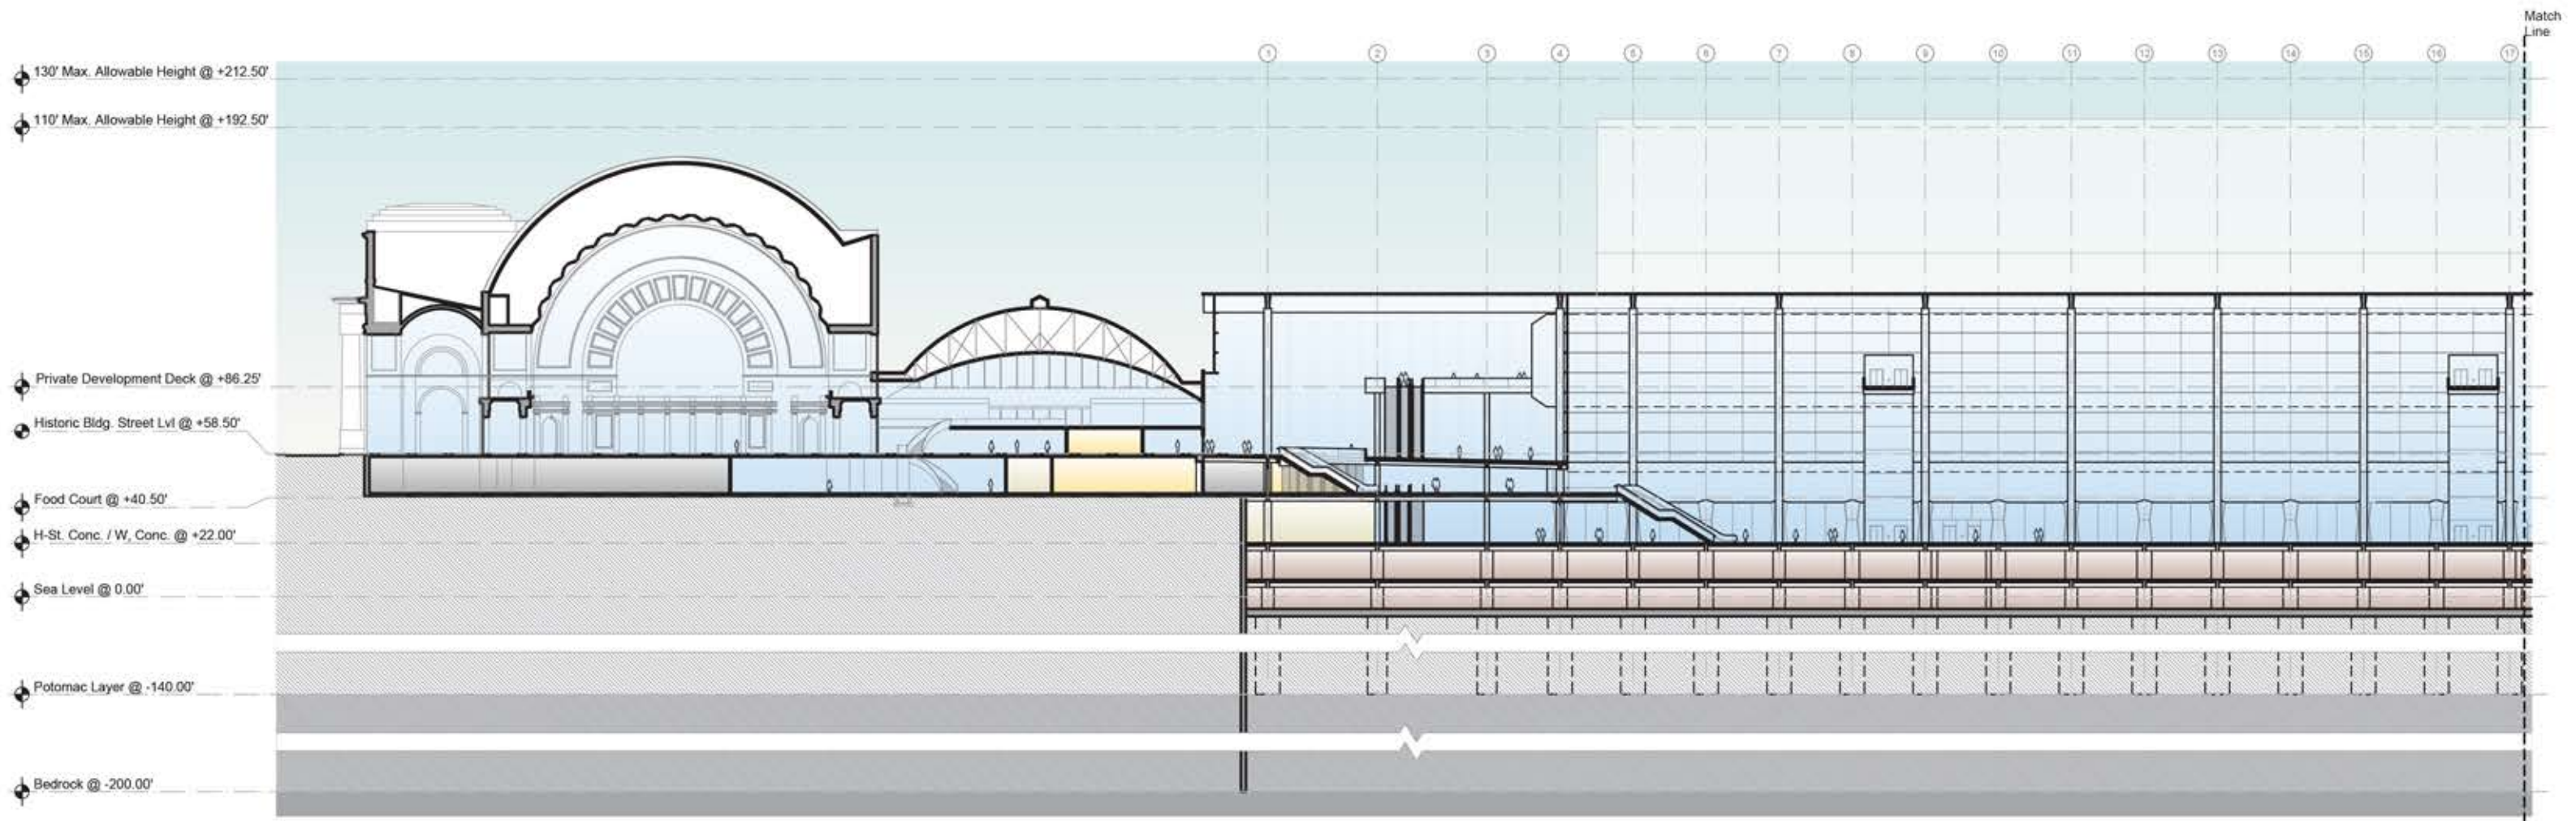 Match
Line
1 2 3 4 5 6 7 8 9 10 11 12 13 14 15 16 17
130' Max. Allowable Height @ +212.50'
110' Max. Allowable Height @ +192.50'
Private Development Deck @ +86.25'
Historic Bldg. Street Lvl @ +58.50'
Food Court @ +40.50'
H-St. Conc. / W, Conc. @ +22.00'
Sea Level @ 0.00'
Potomac Layer @ -140.00'
Bedrock @ -200.00'